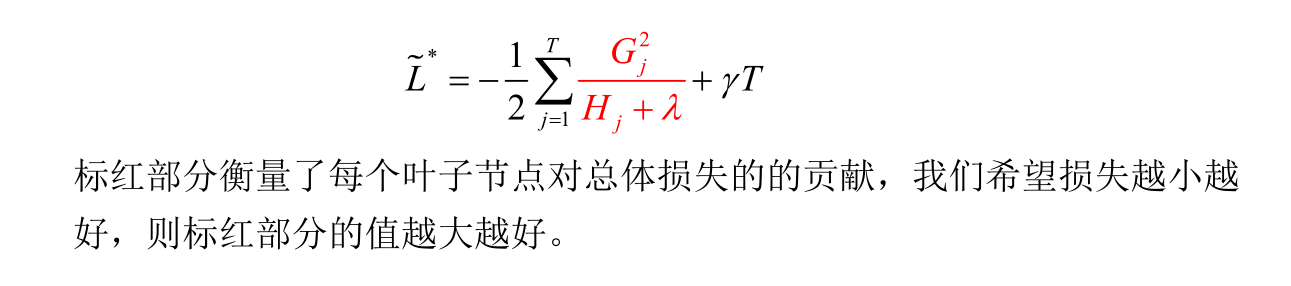 L̃* = −1/2 ∑_{j=1}^{T} G_j^2/(H_j + λ) + γT
标红部分衡量了每个叶子节点对总体损失的的贡献，我们希望损失越小越
好，则标红部分的值越大越好。